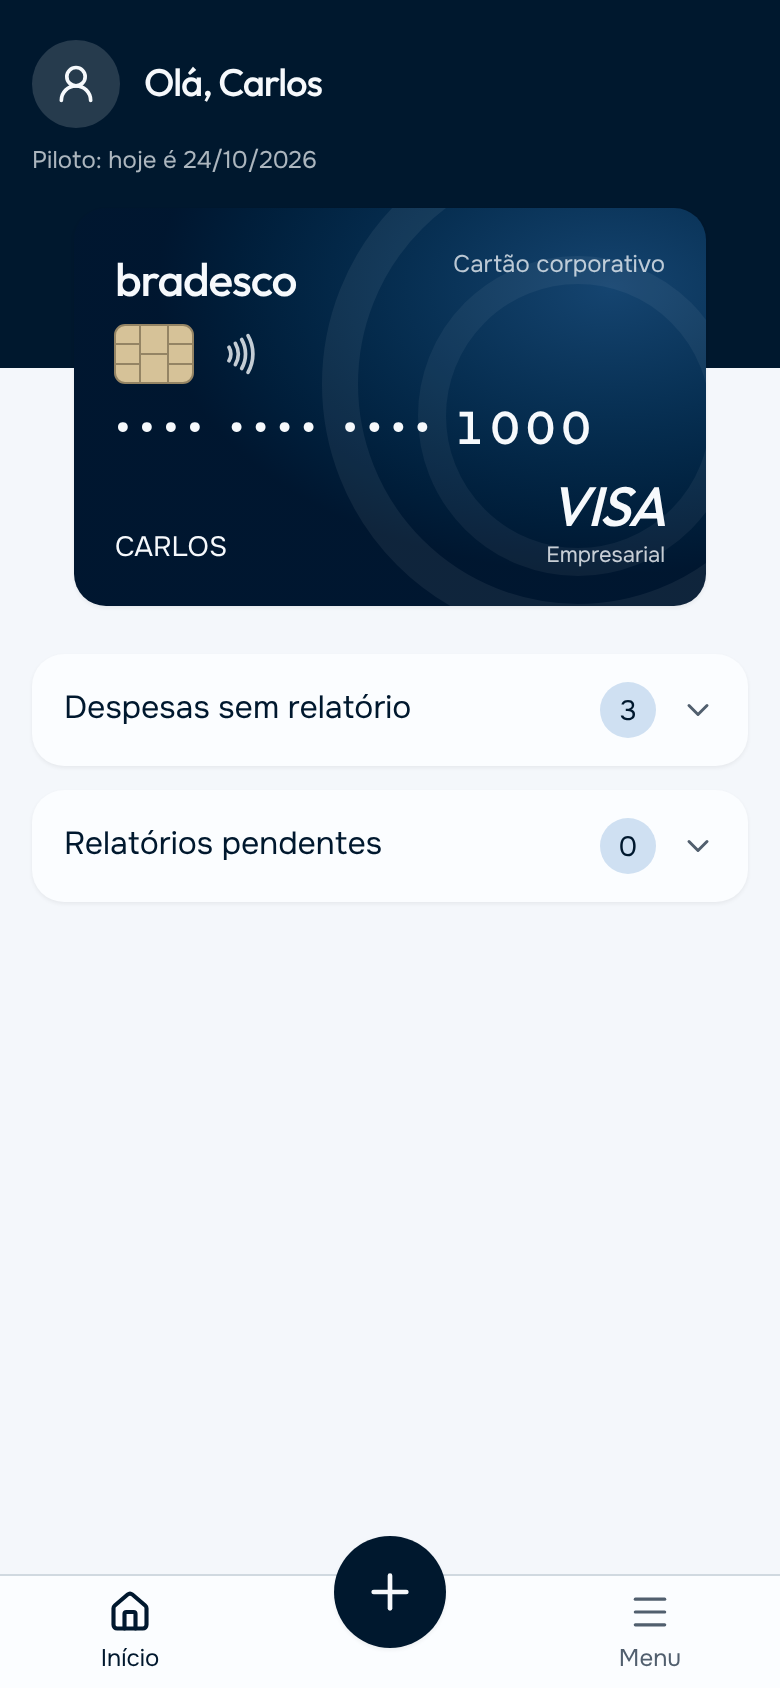 Olá, Carlos
Piloto: hoje é 24/10/2026
bradesco
Cartão corporativo
•••• •••• •••• 1000
VISA
CARLOS
Empresarial
Despesas sem relatório
3
Relatórios pendentes
0
Início
Menu